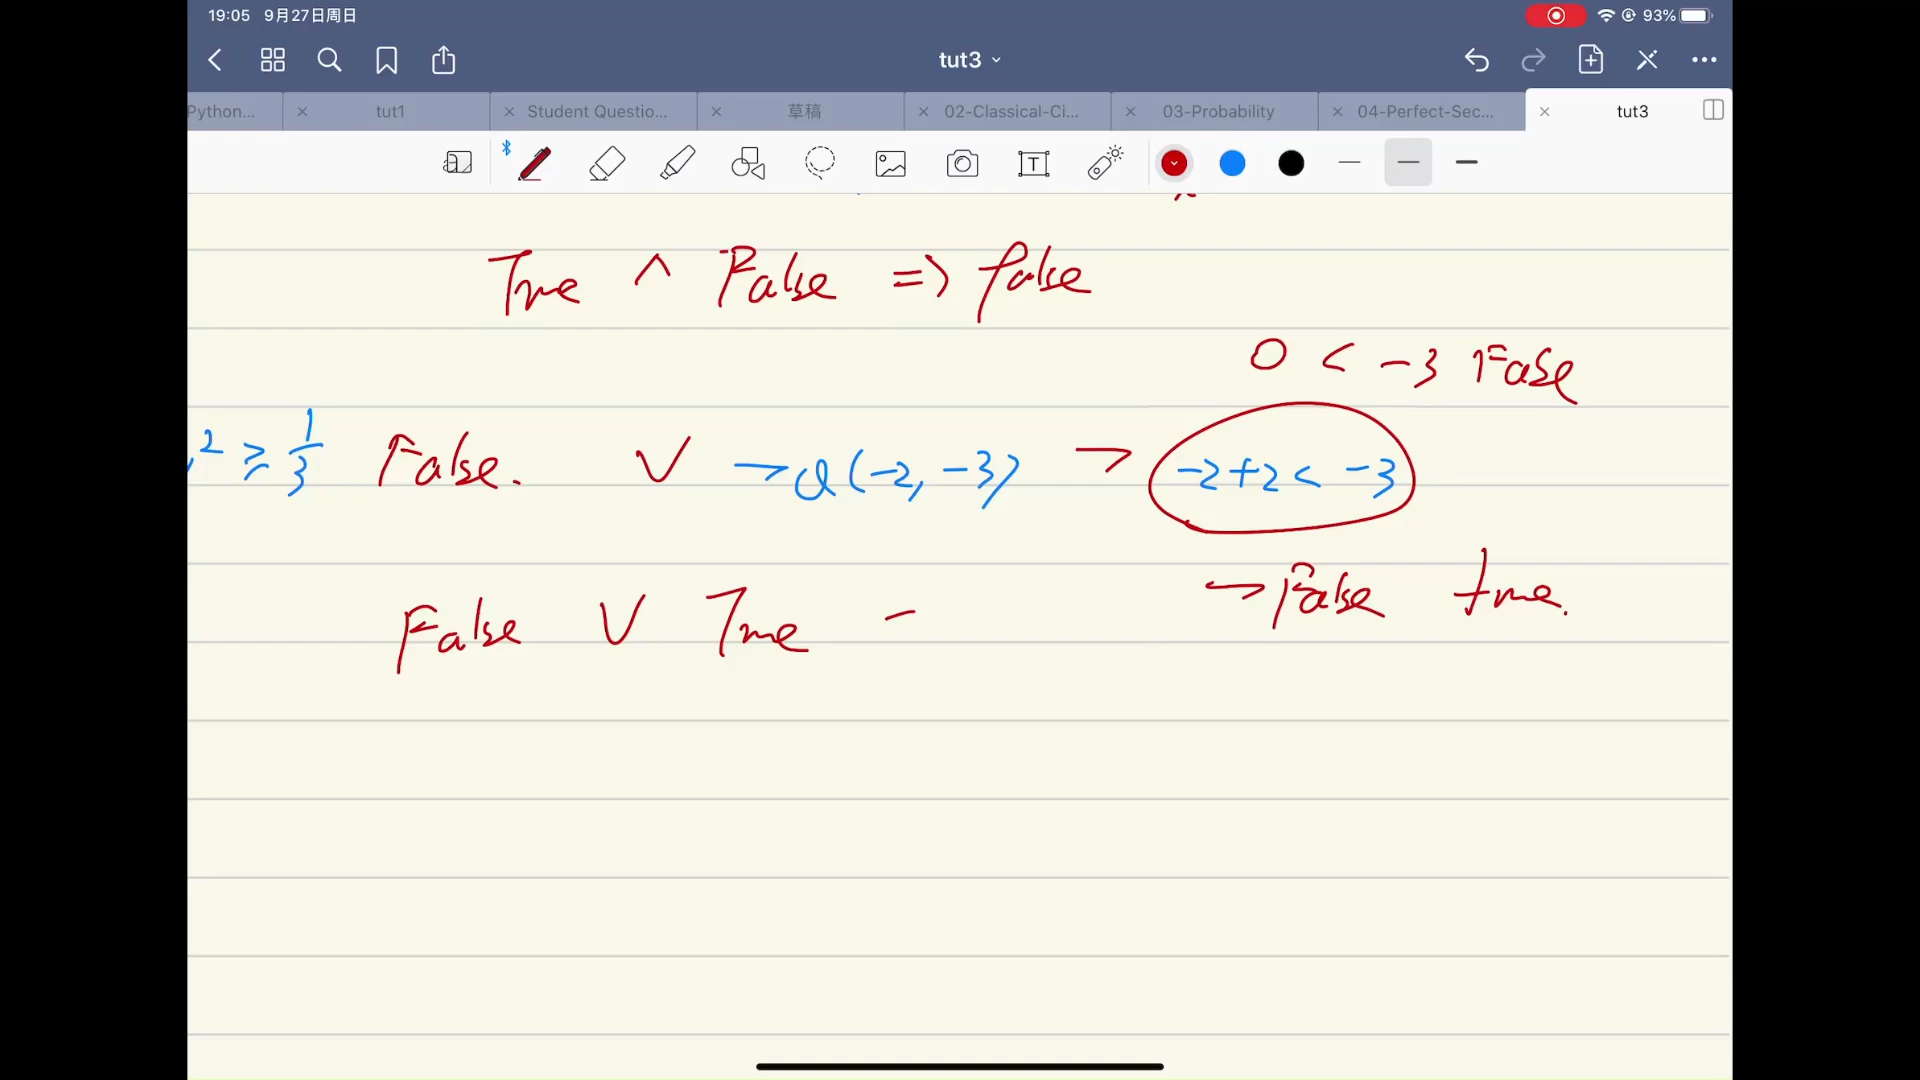 19:05 9月27日周日 93%
tut3
Python... tut1 Student Questio... 草稿 02-Classical-Ci... 03-Probability 04-Perfect-Sec... tut3
True ∧ False => false
0 < -3 Fasle
² ≥ 1/3 False. ∨ ¬Q(-2, -3) ¬ -2+2 < -3
¬False true.
False ∨ True -